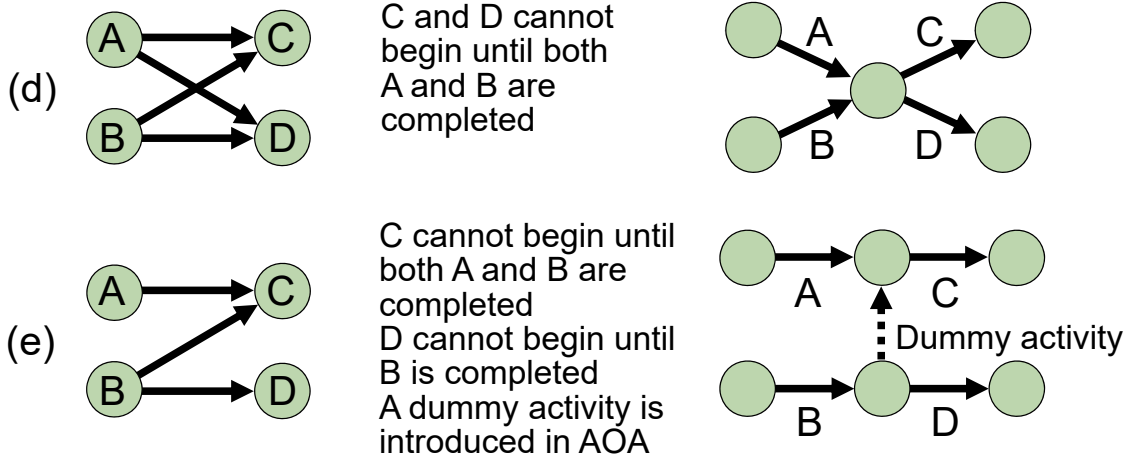 (d)
A
C
B
D
C and D cannot
begin until both
A and B are
completed
A
C
B
D
(e)
A
C
B
D
C cannot begin until
both A and B are
completed
D cannot begin until
B is completed
A dummy activity is
introduced in AOA
A
C
Dummy activity
B
D